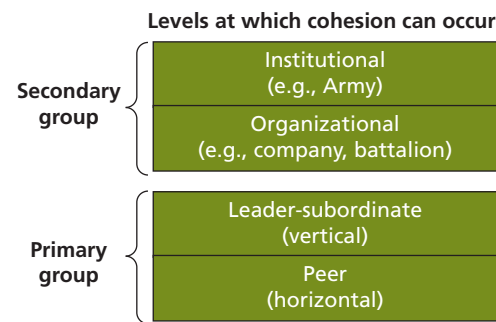 Levels at which cohesion can occur
Secondary
group
Institutional
(e.g., Army)
Organizational
(e.g., company, battalion)
Primary
group
Leader-subordinate
(vertical)
Peer
(horizontal)